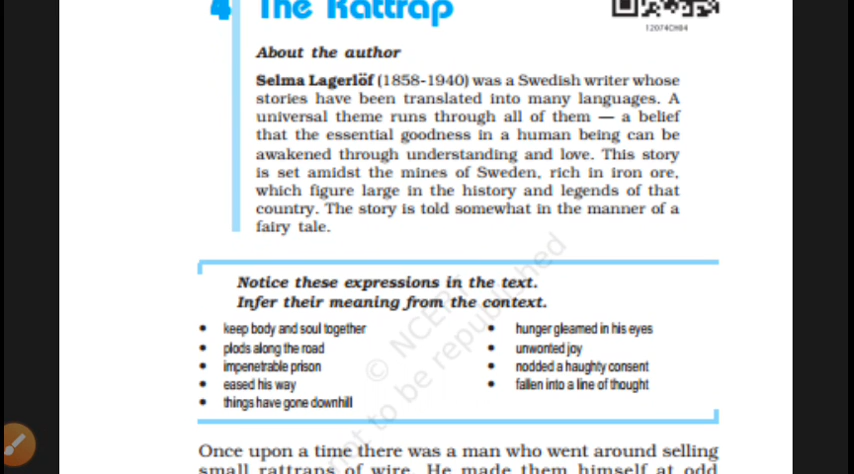 4 The Rattrap
12074CH04
About the author
Selma Lagerlöf (1858-1940) was a Swedish writer whose
stories have been translated into many languages. A
universal theme runs through all of them — a belief
that the essential goodness in a human being can be
awakened through understanding and love. This story
is set amidst the mines of Sweden, rich in iron ore,
which figure large in the history and legends of that
country. The story is told somewhat in the manner of a
fairy tale.
Notice these expressions in the text.
Infer their meaning from the context.
• keep body and soul together
• plods along the road
• impenetrable prison
• eased his way
• things have gone downhill
• hunger gleamed in his eyes
• unwonted joy
• nodded a haughty consent
• fallen into a line of thought
© NCERT
not to be republished
Once upon a time there was a man who went around selling
small rattraps of wire. He made them himself at odd